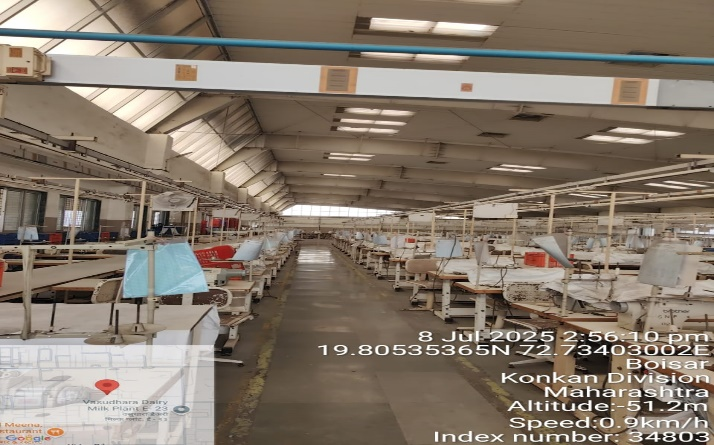 8 Jul 2025 2:56:10 pm
19.80535365N 72.73403002E
Boisar
Konkan Division
Maharashtra
Altitude:-51.2m
Speed:0.9km/h
Index number: 34803
Vasudhara Dairy
Milk Plant E 23
Google